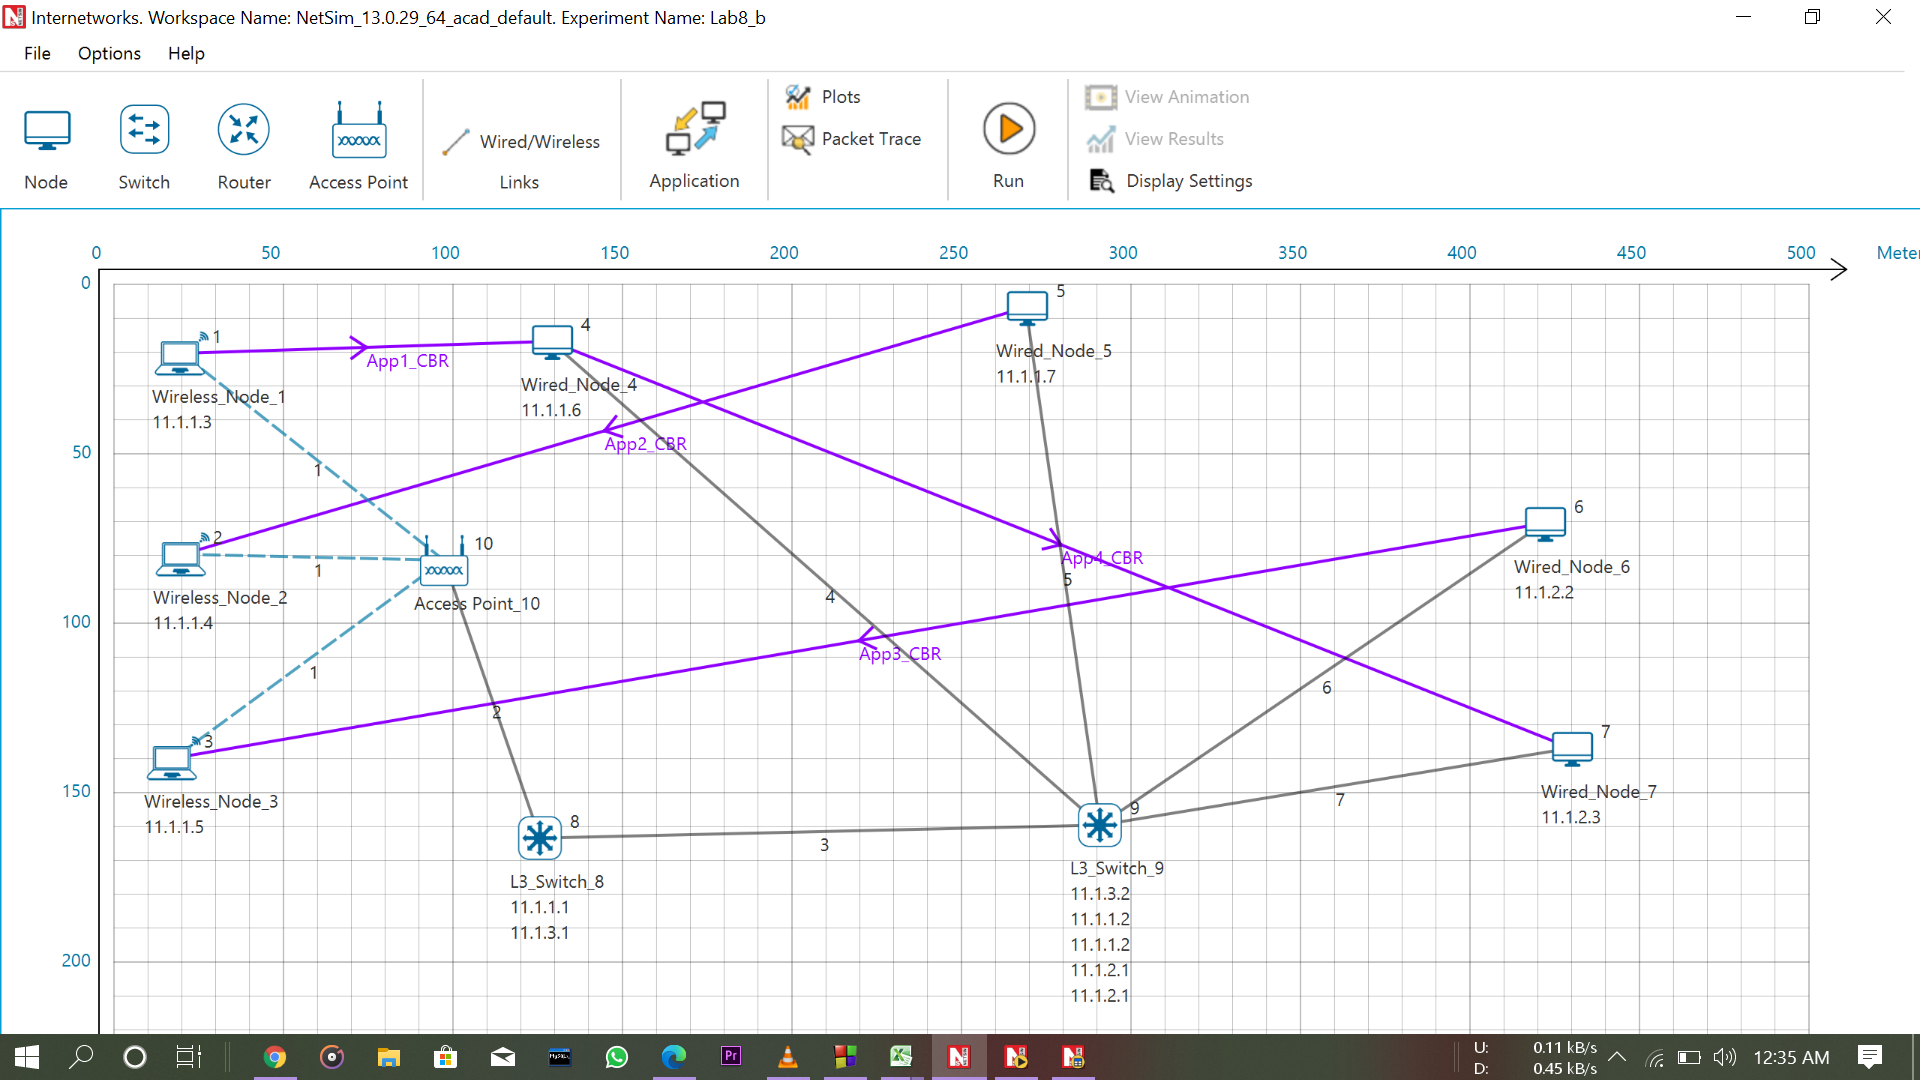 Internetworks. Workspace Name: NetSim_13.0.29_64_acad_default. Experiment Name: Lab8_b
File Options Help
Node
Switch
Router
Access Point
Wired/Wireless
Links
Application
Plots
Packet Trace
Run
View Animation
View Results
Display Settings
0 50 100 150 200 250 300 350 400 450 500 Meter
0
50
100
150
200
1
Wireless_Node_1
11.1.1.3
App1_CBR
4
Wired_Node_4
11.1.1.6
5
Wired_Node_5
11.1.1.7
App2_CBR
1
2
Wireless_Node_2
11.1.1.4
1
10
Access Point_10
App4_CBR
5
4
6
Wired_Node_6
11.1.2.2
App3_CBR
1
2
6
3
Wireless_Node_3
11.1.1.5
7
Wired_Node_7
11.1.2.3
7
8
L3_Switch_8
11.1.1.1
11.1.3.1
3
9
L3_Switch_9
11.1.3.2
11.1.1.2
11.1.1.2
11.1.2.1
11.1.2.1
MySQL
Pr
U: 0.11 kB/s
D: 0.45 kB/s
12:35 AM